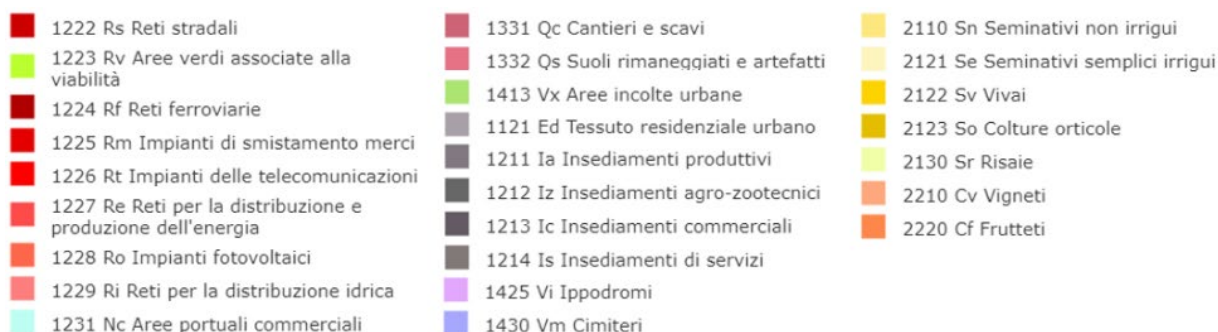 1222 Rs Reti stradali
1223 Rv Aree verdi associate alla
viabilità
1224 Rf Reti ferroviarie
1225 Rm Impianti di smistamento merci
1226 Rt Impianti delle telecomunicazioni
1227 Re Reti per la distribuzione e
produzione dell'energia
1228 Ro Impianti fotovoltaici
1229 Ri Reti per la distribuzione idrica
1231 Nc Aree portuali commerciali
1331 Qc Cantieri e scavi
1332 Qs Suoli rimaneggiati e artefatti
1413 Vx Aree incolte urbane
1121 Ed Tessuto residenziale urbano
1211 Ia Insediamenti produttivi
1212 Iz Insediamenti agro-zootecnici
1213 Ic Insediamenti commerciali
1214 Is Insediamenti di servizi
1425 Vi Ippodromi
1430 Vm Cimiteri
2110 Sn Seminativi non irrigui
2121 Se Seminativi semplici irrigui
2122 Sv Vivai
2123 So Colture orticole
2130 Sr Risaie
2210 Cv Vigneti
2220 Cf Frutteti